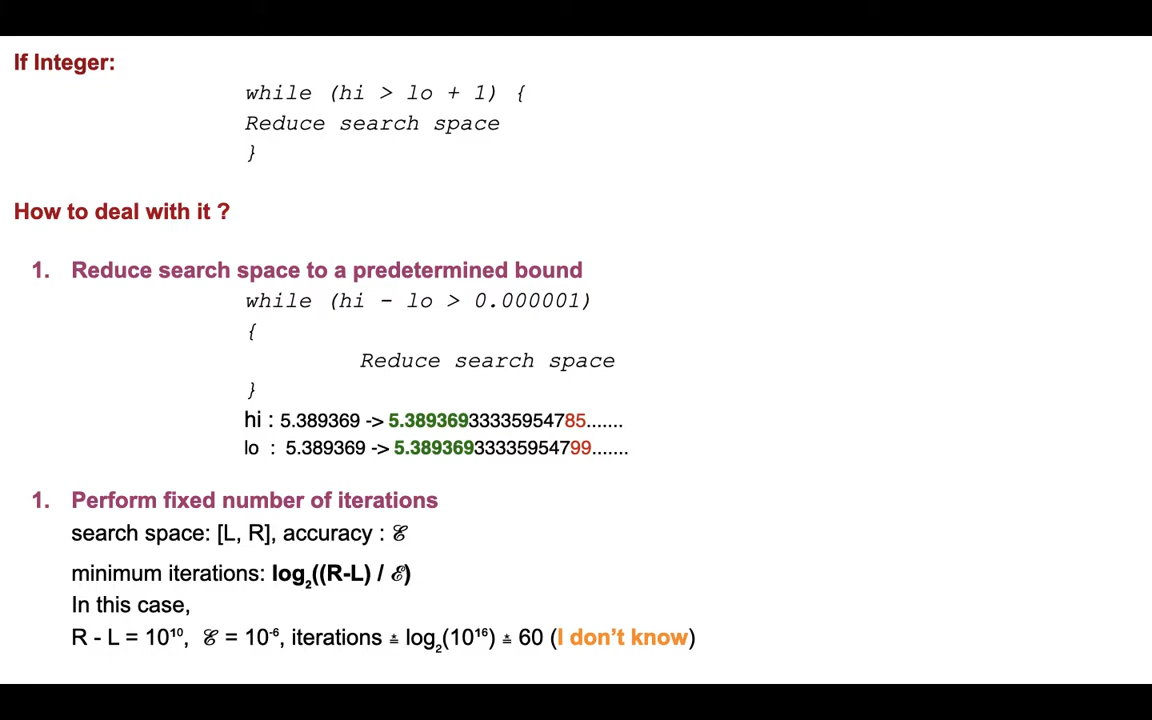 If Integer:
while (hi > lo + 1) {
Reduce search space
}
How to deal with it ?
1. Reduce search space to a predetermined bound
while (hi - lo > 0.000001)
{
Reduce search space
}
hi : 5.389369 -> 5.38936933335954785.......
lo : 5.389369 -> 5.38936933335954799.......
1. Perform fixed number of iterations
search space: [L, R], accuracy : ℰ
minimum iterations: log₂((R-L) / ℰ)
In this case,
R - L = 10¹⁰, ℰ = 10⁻⁶, iterations ≛ log₂(10¹⁶) ≛ 60 (I don’t know)